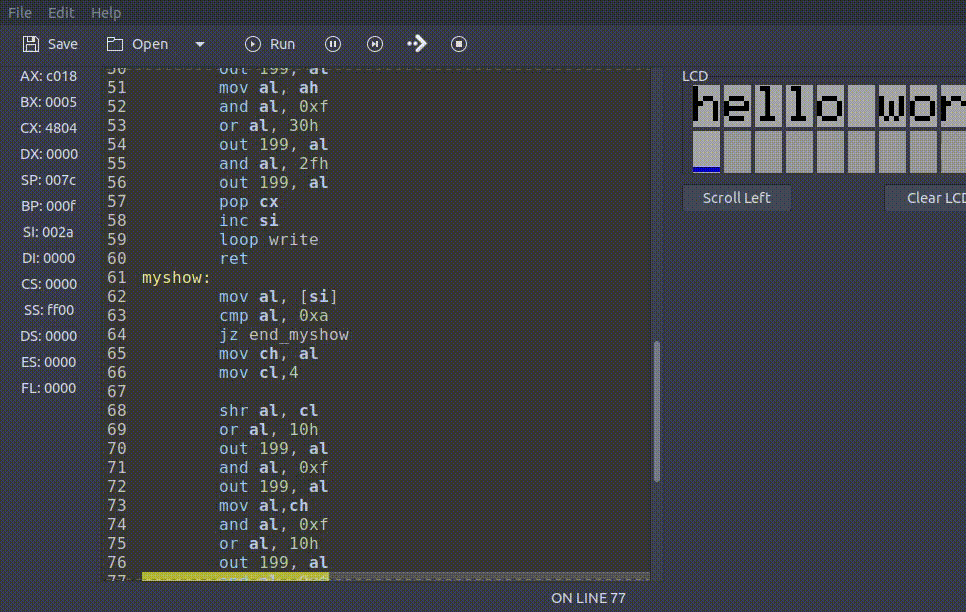 File Edit Help
Save Open Run
AX: c018
BX: 0005
CX: 4804
DX: 0000
SP: 007c
BP: 000f
SI: 002a
DI: 0000
CS: 0000
SS: ff00
DS: 0000
ES: 0000
FL: 0000
50 out 199, al
51 mov al, ah
52 and al, 0xf
53 or al, 30h
54 out 199, al
55 and al, 2fh
56 out 199, al
57 pop cx
58 inc si
59 loop write
60 ret
61 myshow:
62 mov al, [si]
63 cmp al, 0xa
64 jz end_myshow
65 mov ch, al
66 mov cl,4
67
68 shr al, cl
69 or al, 10h
70 out 199, al
71 and al, 0xf
72 out 199, al
73 mov al,ch
74 and al, 0xf
75 or al, 10h
76 out 199, al
77
LCD
hello wor
Scroll Left Clear LCD
ON LINE 77